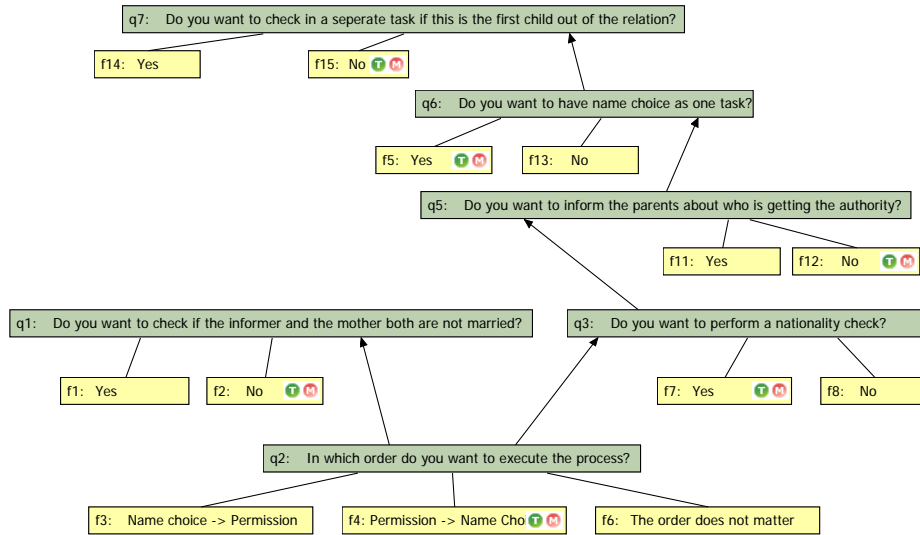 q7: Do you want to check in a seperate task if this is the first child out of the relation?
f14: Yes
f15: No T M
q6: Do you want to have name choice as one task?
f5: Yes T M
f13: No
q5: Do you want to inform the parents about who is getting the authority?
f11: Yes
f12: No T M
q1: Do you want to check if the informer and the mother both are not married?
q3: Do you want to perform a nationality check?
f1: Yes
f2: No T M
f7: Yes T M
f8: No
q2: In which order do you want to execute the process?
f3: Name choice -> Permission
f4: Permission -> Name Cho T M
f6: The order does not matter